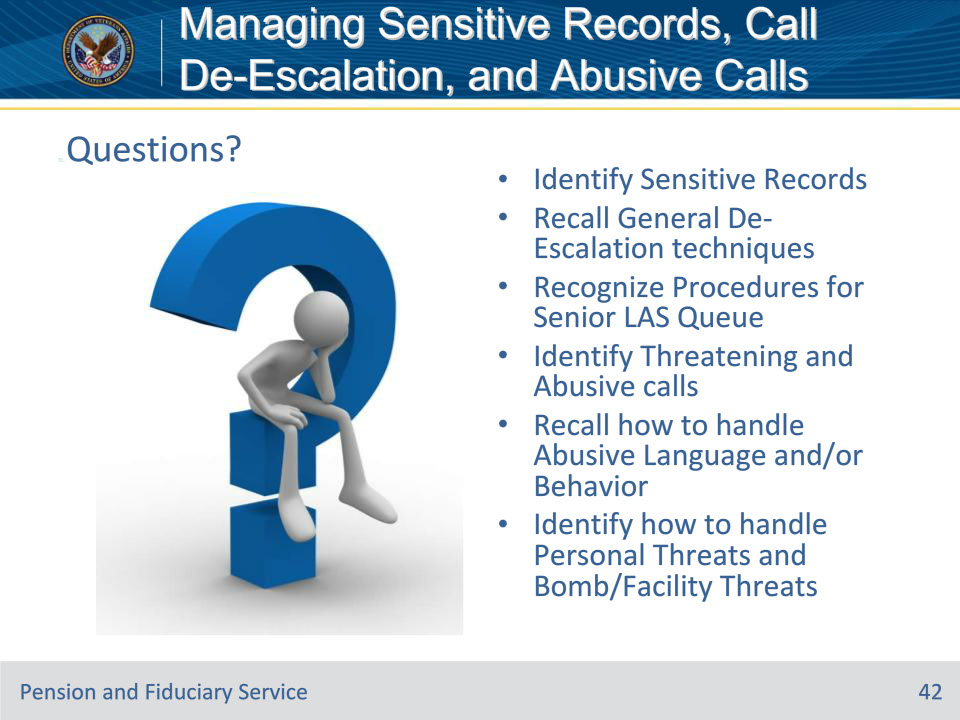 Managing Sensitive Records, Call
De-Escalation, and Abusive Calls
Questions?
• Identify Sensitive Records
• Recall General De-
Escalation techniques
• Recognize Procedures for
Senior LAS Queue
• Identify Threatening and
Abusive calls
• Recall how to handle
Abusive Language and/or
Behavior
• Identify how to handle
Personal Threats and
Bomb/Facility Threats
Pension and Fiduciary Service
42